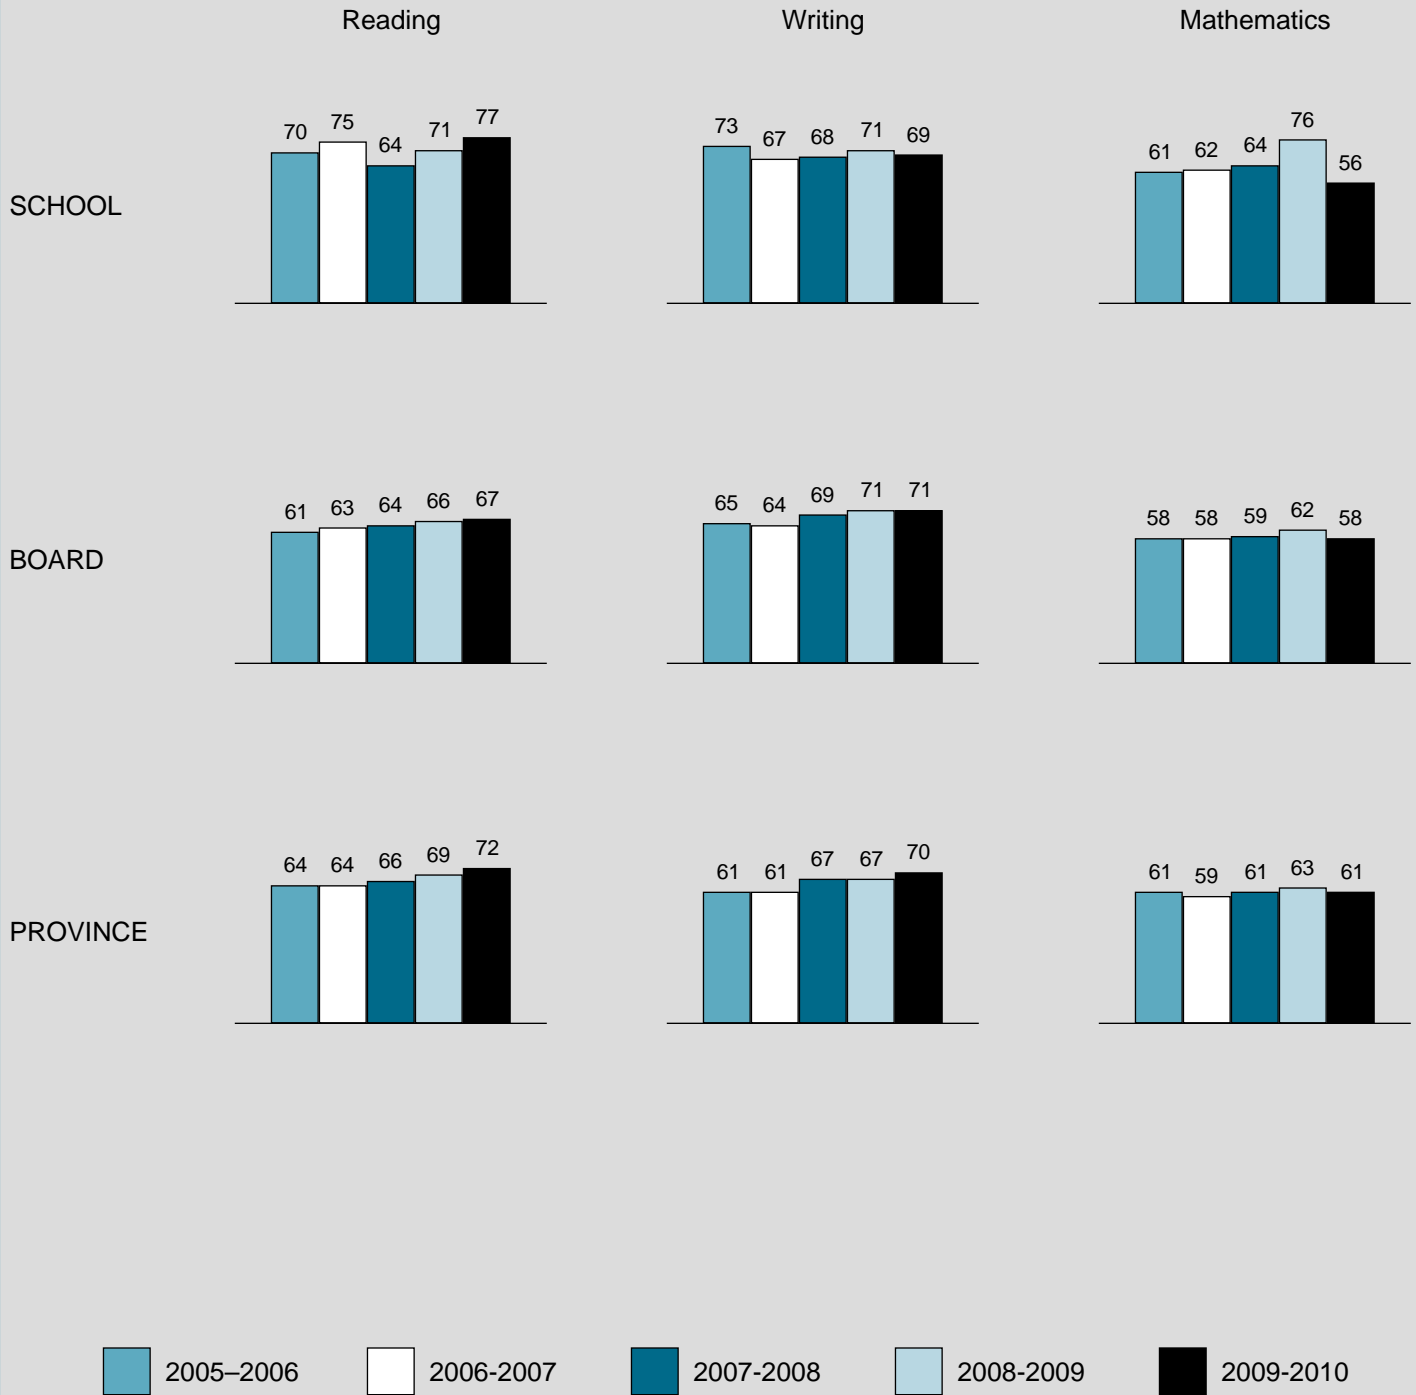 Reading Writing Mathematics
70 75 64 71 77 73 67 68 71 69 61 62 64 76 56
SCHOOL
61 63 64 66 67 65 64 69 71 71 58 58 59 62 58
BOARD
64 64 66 69 72 61 61 67 67 70 61 59 61 63 61
PROVINCE
2005–2006 2006-2007 2007-2008 2008-2009 2009-2010